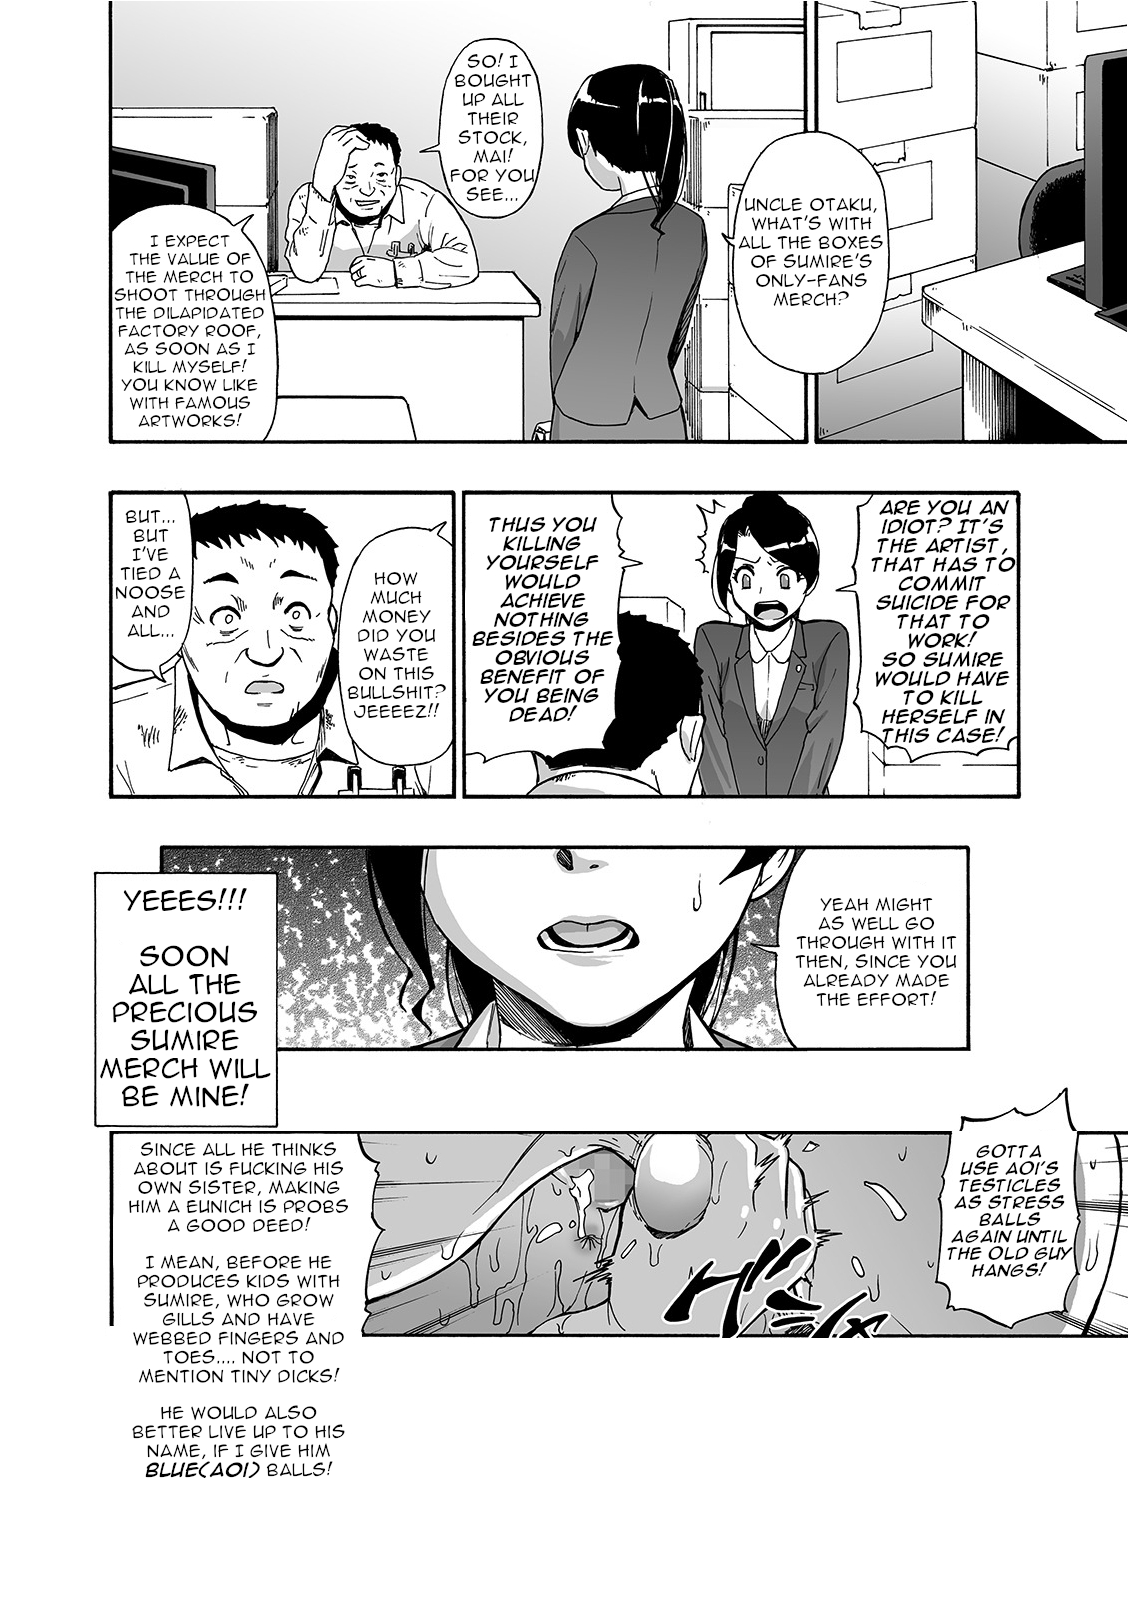 UNCLE OTAKU,
WHAT'S WITH
ALL THE BOXES
OF SUMIRE'S
ONLY-FANS
MERCH?
SO! I
BOUGHT
UP ALL
THEIR
STOCK,
MAI!
FOR YOU
SEE...
I EXPECT
THE VALUE OF
THE MERCH TO
SHOOT THROUGH
THE DILAPIDATED
FACTORY ROOF,
AS SOON AS I
KILL MYSELF!
YOU KNOW LIKE
WITH FAMOUS
ARTWORKS!
ARE YOU AN
IDIOT? IT'S
THE ARTIST,
THAT HAS TO
COMMIT
SUICIDE FOR
THAT TO
WORK!
SO SUMIRE
WOULD HAVE
TO KILL
HERSELF IN
THIS CASE!
THUS YOU
KILLING
YOURSELF
WOULD
ACHIEVE
NOTHING
BESIDES THE
OBVIOUS
BENEFIT OF
YOU BEING
DEAD!
HOW
MUCH
MONEY
DID YOU
WASTE
ON THIS
BULLSHIT?
JEEEEZ!!
BUT...
BUT
I'VE
TIED A
NOOSE
AND
ALL...
YEAH MIGHT
AS WELL GO
THROUGH WITH IT
THEN, SINCE YOU
ALREADY MADE
THE EFFORT!
YEEES!!!
SOON
ALL THE
PRECIOUS
SUMIRE
MERCH WILL
BE MINE!
GOTTA
USE AOI'S
TESTICLES
AS STRESS
BALLS
AGAIN UNTIL
THE OLD GUY
HANGS!
SINCE ALL HE THINKS
ABOUT IS FUCKING HIS
OWN SISTER, MAKING
HIM A EUNICH IS PROBS
A GOOD DEED!
I MEAN, BEFORE HE
PRODUCES KIDS WITH
SUMIRE, WHO GROW
GILLS AND HAVE
WEBBED FINGERS AND
TOES.... NOT TO
MENTION TINY DICKS!
HE WOULD ALSO
BETTER LIVE UP TO HIS
NAME, IF I GIVE HIM
BLUE(AOI) BALLS!